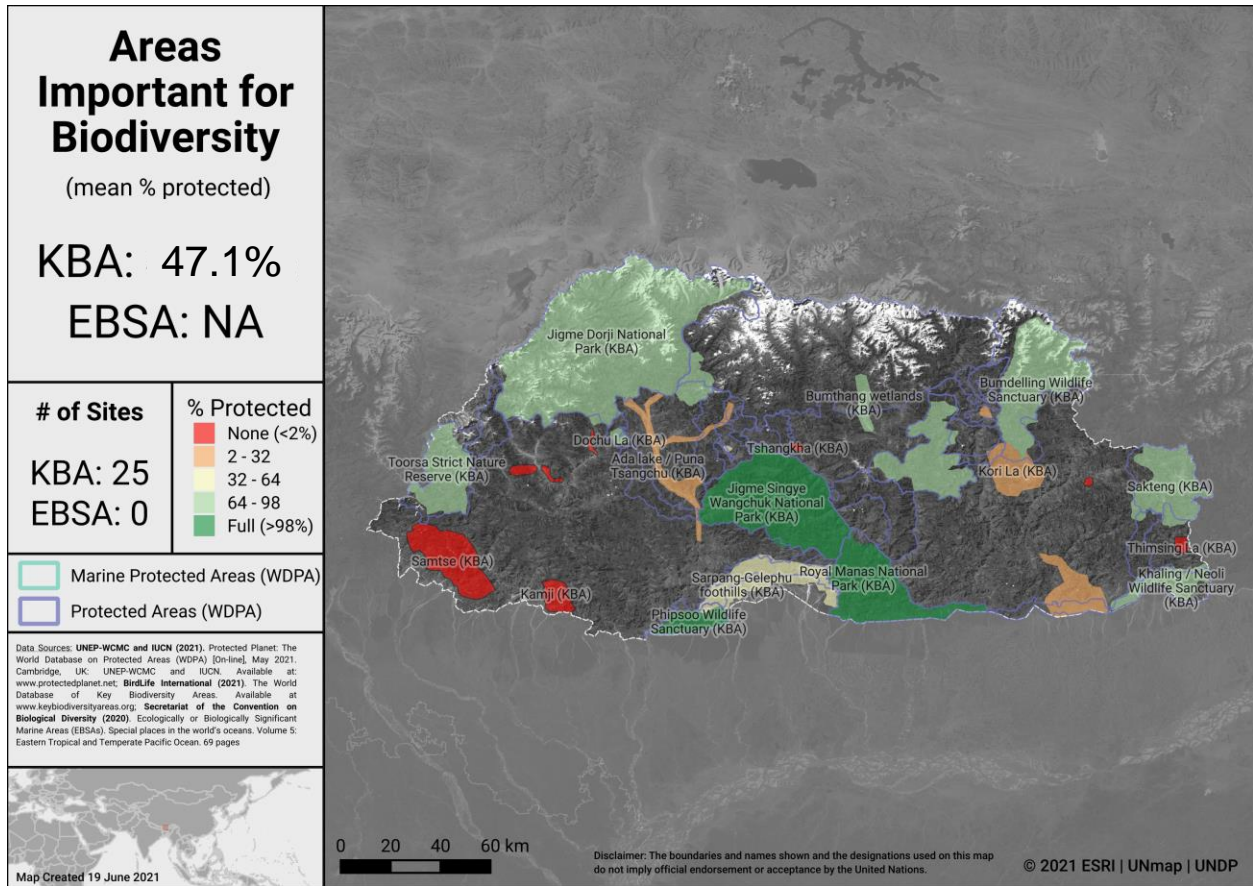 Areas
Important for
Biodiversity
(mean % protected)
KBA: 47.1%
EBSA: NA
# of Sites
KBA: 25
EBSA: 0
% Protected
None (<2%)
2 - 32
32 - 64
64 - 98
Full (>98%)
Marine Protected Areas (WDPA)
Protected Areas (WDPA)
Data Sources: UNEP-WCMC and IUCN (2021). Protected Planet: The
World Database on Protected Areas (WDPA) [On-line], May 2021.
Cambridge, UK: UNEP-WCMC and IUCN. Available at:
www.protectedplanet.net; BirdLife International (2021). The World
Database of Key Biodiversity Areas. Available at
www.keybiodiversityareas.org; Secretariat of the Convention on
Biological Diversity (2020). Ecologically or Biologically Significant
Marine Areas (EBSAs). Special places in the world's oceans. Volume 5:
Eastern Tropical and Temperate Pacific Ocean. 69 pages
Map Created 19 June 2021
Jigme Dorji National
Park (KBA)
Bumthang wetlands
(KBA)
Bumdelling Wildlife
Sanctuary (KBA)
Dochu La (KBA)
Tshangkha (KBA)
Toorsa Strict Nature
Reserve (KBA)
Ada lake / Puna
Tsangchu (KBA)
Kori La (KBA)
Sakteng (KBA)
Jigme Singye
Wangchuk National
Park (KBA)
Thimsing La (KBA)
Samtse (KBA)
Kamji (KBA)
Sarpang-Gelephu
foothills (KBA)
Royal Manas National
Park (KBA)
Khaling / Neoli
Wildlife Sanctuary
(KBA)
Phipsoo Wildlife
Sanctuary (KBA)
0 20 40 60 km
Disclaimer: The boundaries and names shown and the designations used on this map
do not imply official endorsement or acceptance by the United Nations.
© 2021 ESRI | UNmap | UNDP